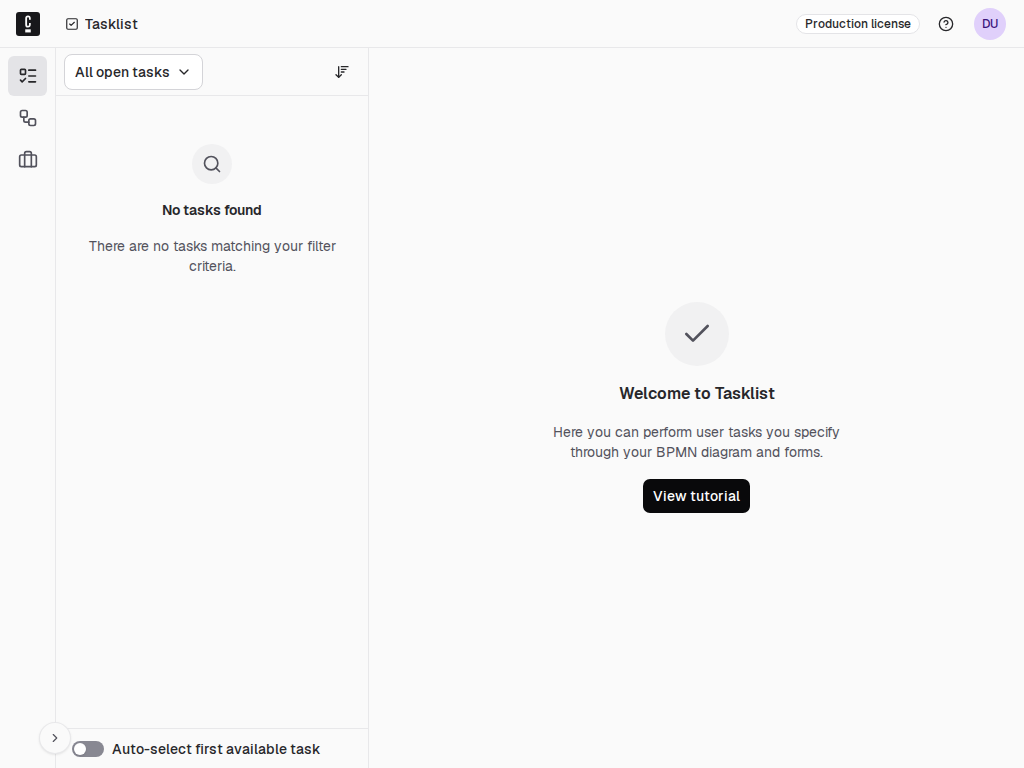 Tasklist
Production license
DU
All open tasks
No tasks found
There are no tasks matching your filter
criteria.
Welcome to Tasklist
Here you can perform user tasks you specify
through your BPMN diagram and forms.
View tutorial
Auto-select first available task